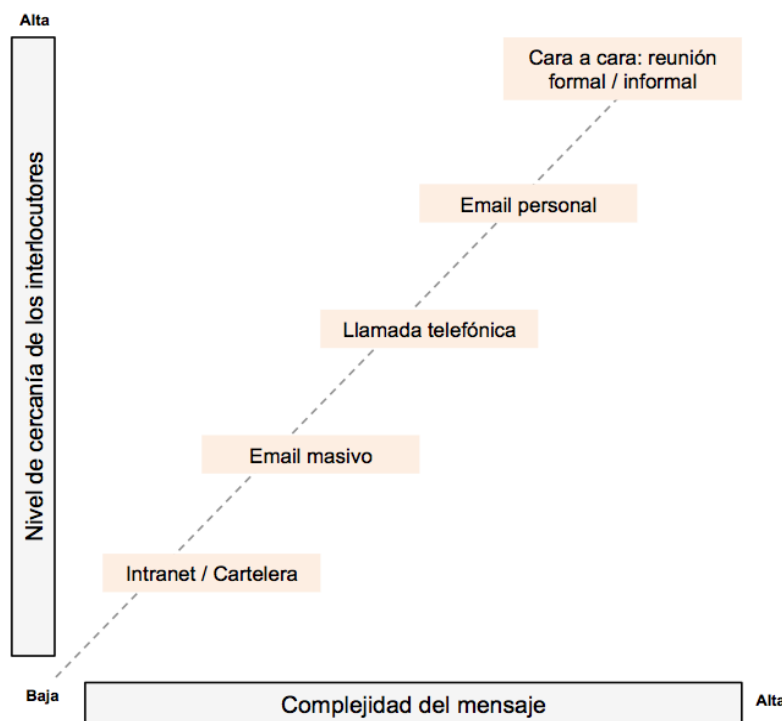 Alta
Cara a cara: reunión
formal / informal
Nivel de cercanía de los interlocutores
Email personal
Llamada telefónica
Email masivo
Intranet / Cartelera
Baja
Complejidad del mensaje
Alta